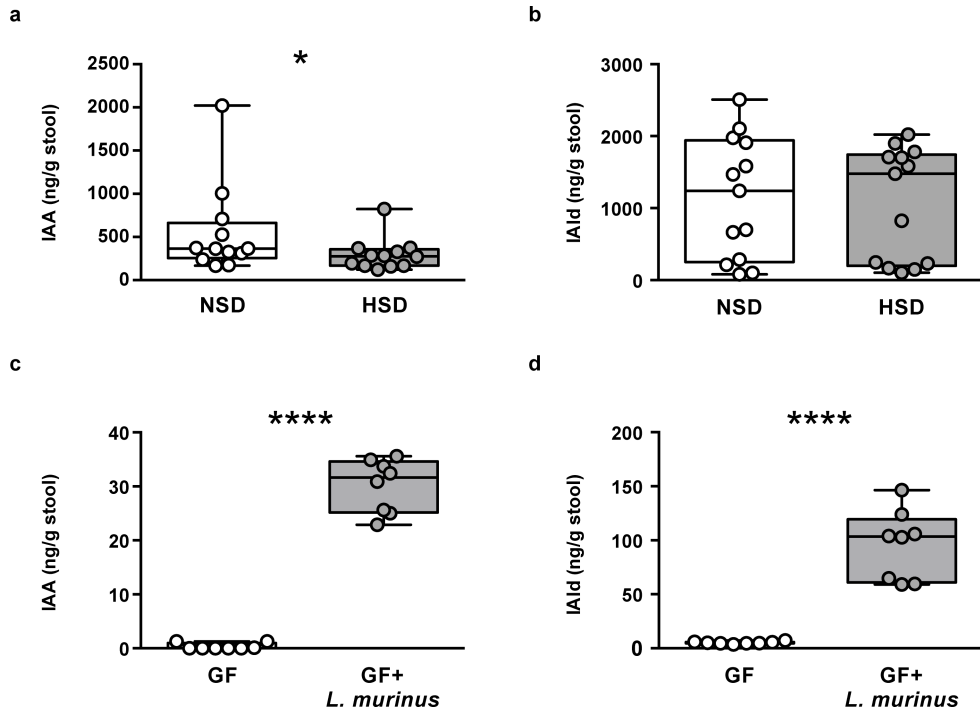 a
*
2500
2000
1500
1000
500
0
IAA (ng/g stool)
NSD
HSD
b
3000
2000
1000
0
IAld (ng/g stool)
NSD
HSD
c
****
40
30
20
10
0
IAA (ng/g stool)
GF
GF+
L. murinus
d
****
200
150
100
50
0
IAld (ng/g stool)
GF
GF+
L. murinus